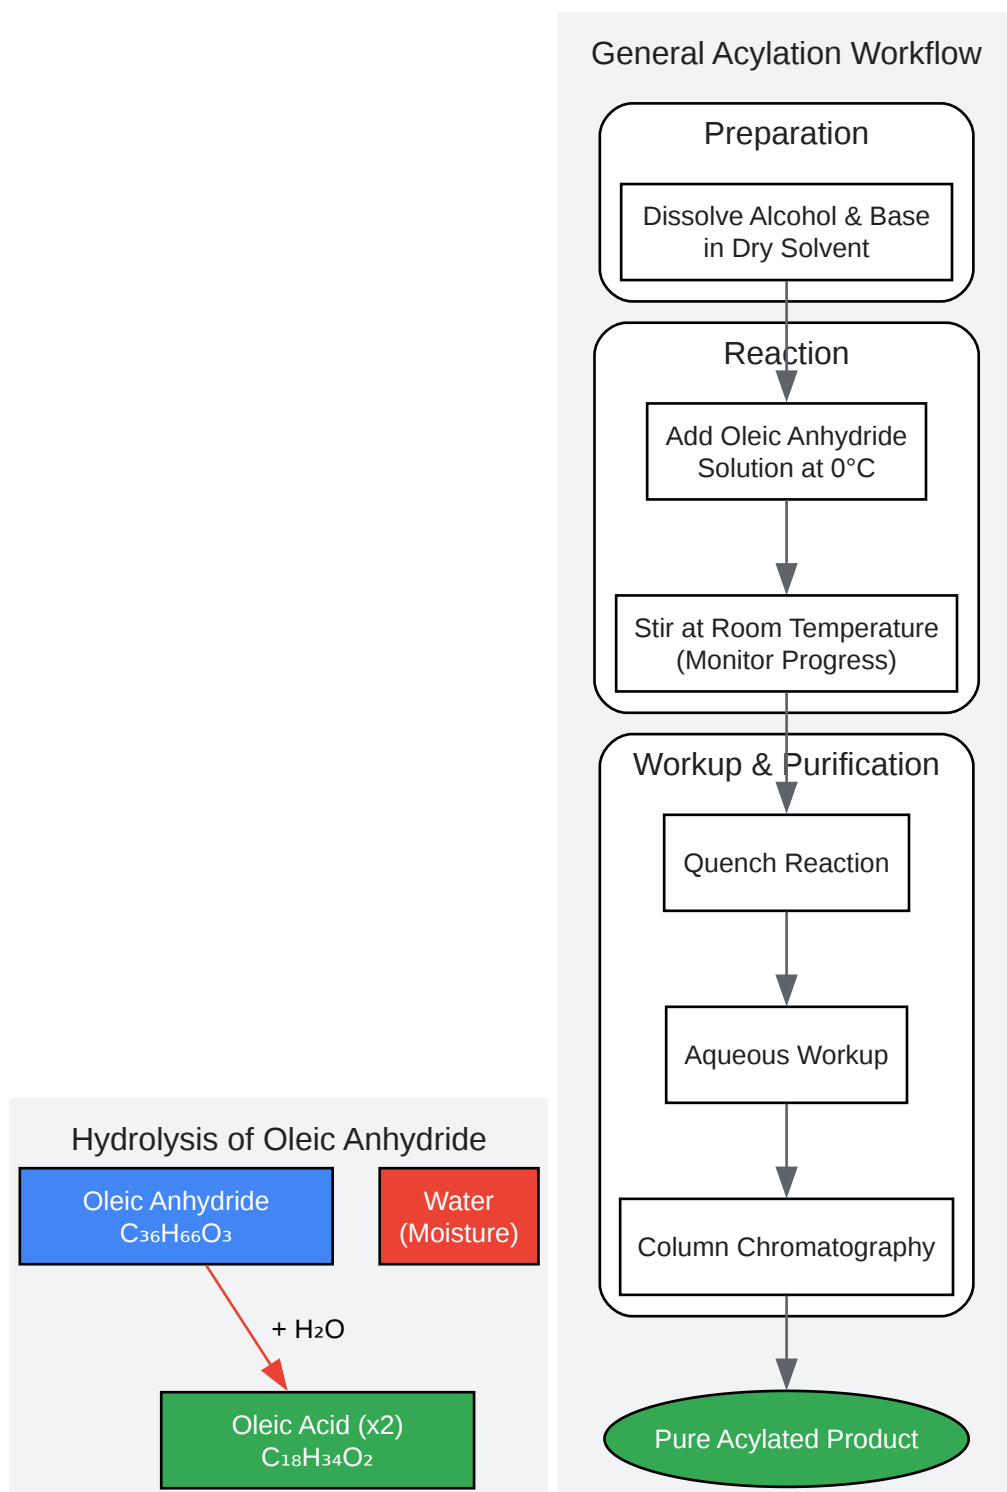 General Acylation Workflow
Preparation
Dissolve Alcohol & Base
in Dry Solvent
Reaction
Add Oleic Anhydride
Solution at 0°C
Stir at Room Temperature
(Monitor Progress)
Workup & Purification
Quench Reaction
Aqueous Workup
Column Chromatography
Pure Acylated Product
Hydrolysis of Oleic Anhydride
Oleic Anhydride
C₃₆H₆₆O₃
Water
(Moisture)
+ H₂O
Oleic Acid (x2)
C₁₈H₃₄O₂